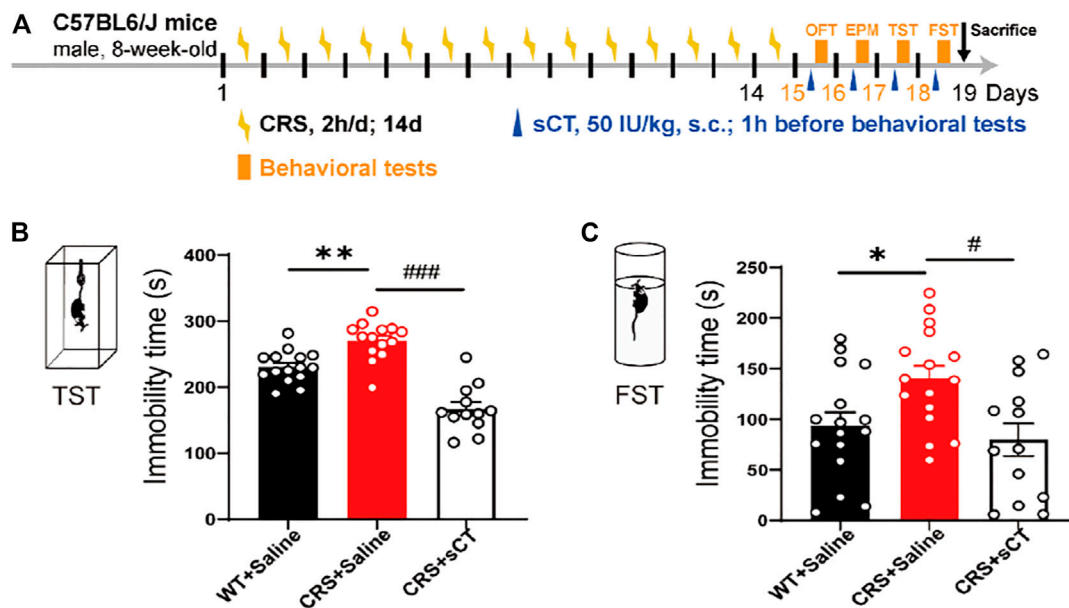 A
C57BL6/J mice
male, 8-week-old
OFT EPM TST FST Sacrifice
1 14 15 16 17 18 19 Days
CRS, 2h/d; 14d
sCT, 50 IU/kg, s.c.; 1h before behavioral tests
Behavioral tests
B
TST
Immobility time (s)
400
300
200
100
0
**
###
WT+Saline
CRS+Saline
CRS+sCT
C
FST
Immobility time (s)
250
200
150
100
50
0
*
#
WT+Saline
CRS+Saline
CRS+sCT